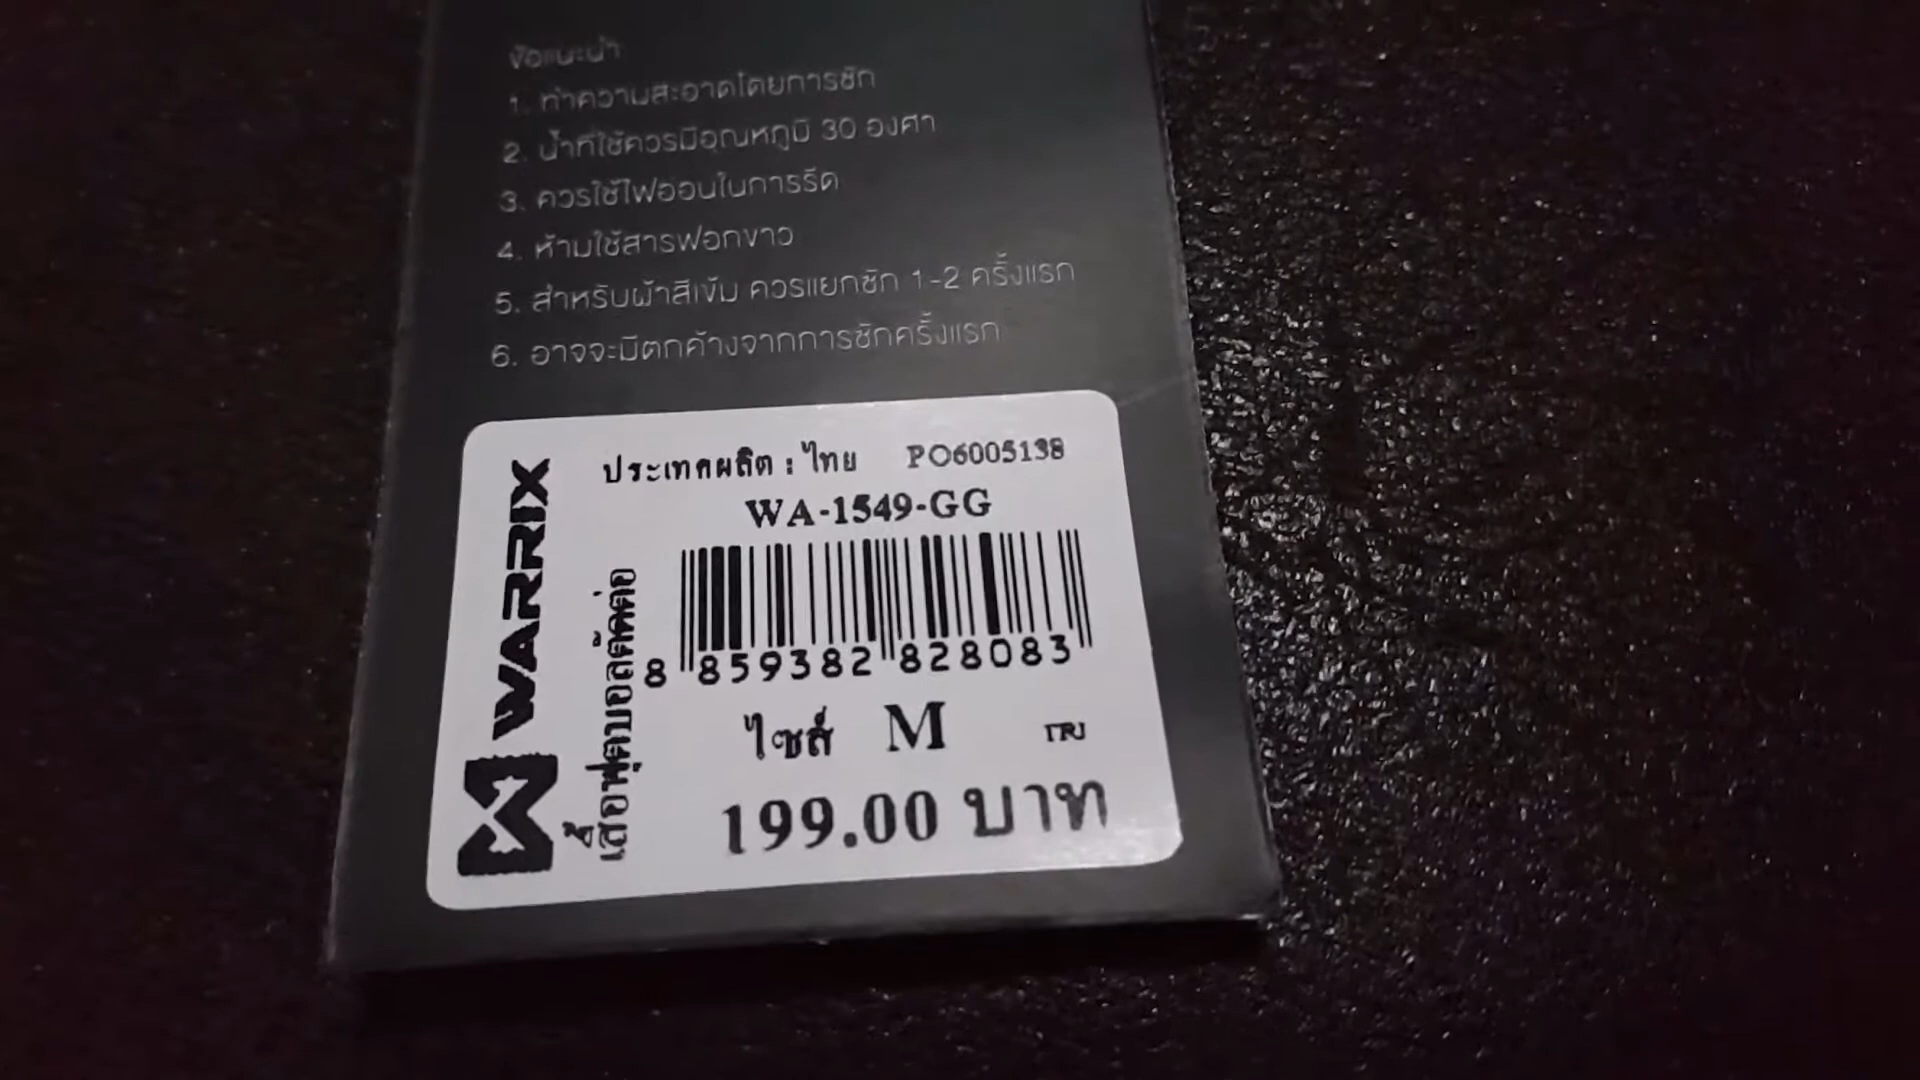 ข้อแนะนำ
1. ทำความสะอาดโดยการซัก
2. น้ำที่ใช้ควรมีอุณหภูมิ 30 องศา
3. ควรใช้ไฟอ่อนในการรีด
4. ห้ามใช้สารฟอกขาว
5. สำหรับผ้าสีเข้ม ควรแยกซัก 1-2 ครั้งแรก
6. อาจจะมีตกค้างจากการซักครั้งแรก
WARRIX
เสื้อฟุตบอลตัดต่อ
ประเทศผลิต : ไทย PO6005138
WA-1549-GG
8 859382 828083
ไซส์ M
199.00 บาท